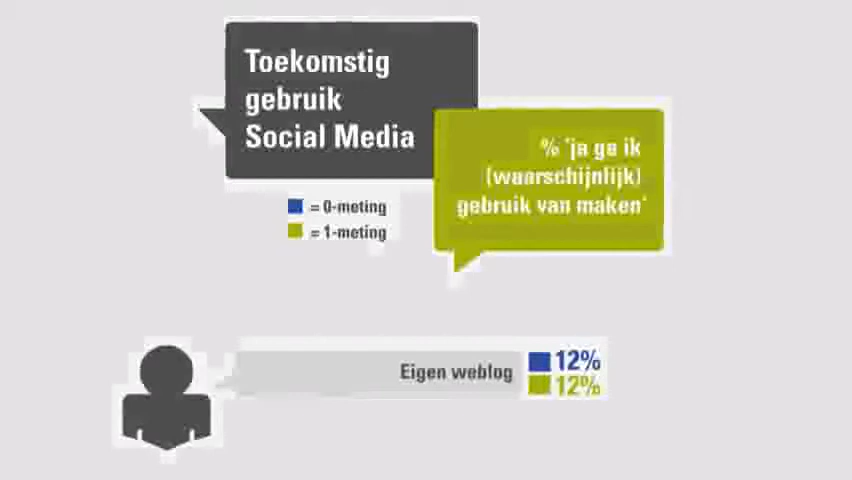 Toekomstig
gebruik
Social Media
% 'ja ga ik
(waarschijnlijk)
gebruik van maken'
= 0-meting
= 1-meting
Eigen weblog
12%
12%